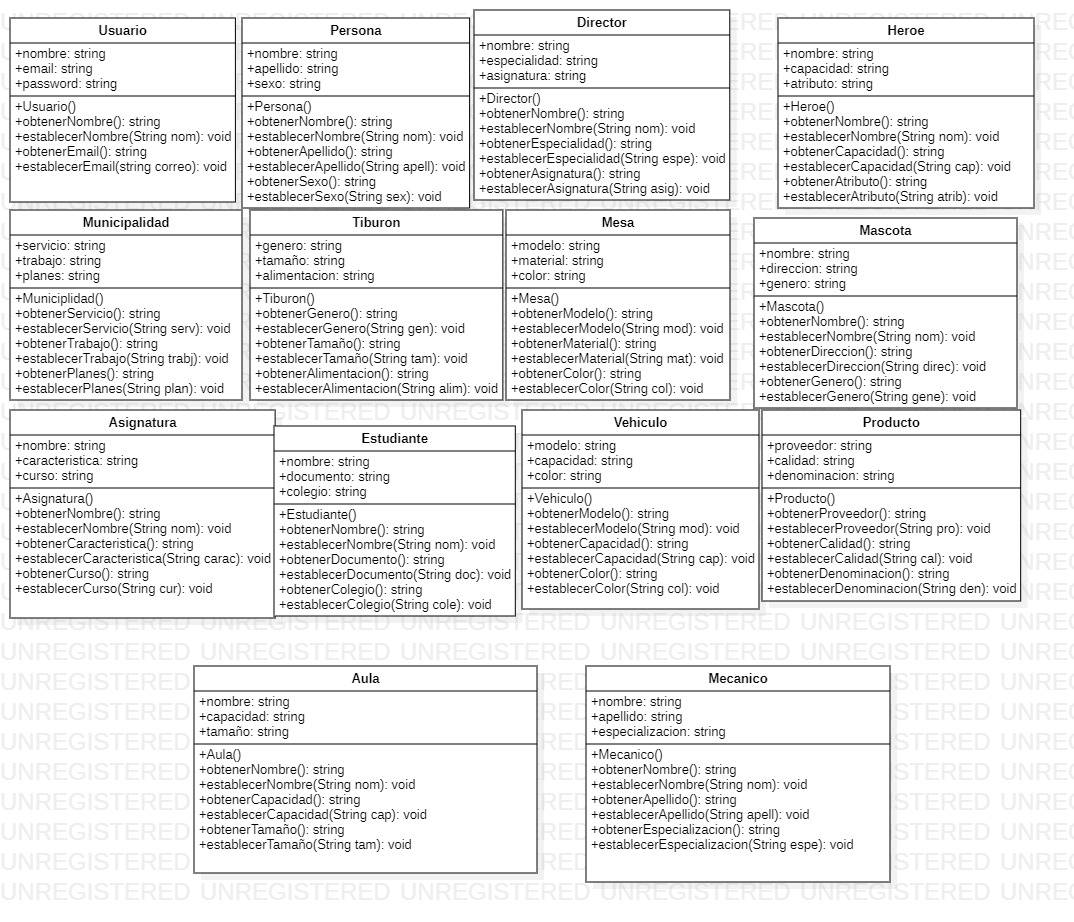 Usuario
+nombre: string
+email: string
+password: string
+Usuario()
+obtenerNombre(): string
+establecerNombre(String nom): void
+obtenerEmail(): string
+establecerEmail(string correo): void
Persona
+nombre: string
+apellido: string
+sexo: string
+Persona()
+obtenerNombre(): string
+establecerNombre(String nom): void
+obtenerApellido(): string
+establecerApellido(String apell): void
+obtenerSexo(): string
+establecerSexo(String sex): void
Director
+nombre: string
+especialidad: string
+asignatura: string
+Director()
+obtenerNombre(): string
+establecerNombre(String nom): void
+obtenerEspecialidad(): string
+establecerEspecialidad(String espe): void
+obtenerAsignatura(): string
+establecerAsignatura(String asig): void
Heroe
+nombre: string
+capacidad: string
+atributo: string
+Heroe()
+obtenerNombre(): string
+establecerNombre(String nom): void
+obtenerCapacidad(): string
+establecerCapacidad(String cap): void
+obtenerAtributo(): string
+establecerAtributo(String atrib): void
Municipalidad
+servicio: string
+trabajo: string
+planes: string
+Municiplidad()
+obtenerServicio(): string
+establecerServicio(String serv): void
+obtenerTrabajo(): string
+establecerTrabajo(String trabj): void
+obtenerPlanes(): string
+establecerPlanes(String plan): void
Tiburon
+genero: string
+tamaño: string
+alimentacion: string
+Tiburon()
+obtenerGenero(): string
+establecerGenero(String gen): void
+obtenerTamaño(): string
+establecerTamaño(String tam): void
+obtenerAlimentacion(): string
+establecerAlimentacion(String alim): void
Mesa
+modelo: string
+material: string
+color: string
+Mesa()
+obtenerModelo(): string
+establecerModelo(String mod): void
+obtenerMaterial(): string
+establecerMaterial(String mat): void
+obtenerColor(): string
+establecerColor(String col): void
Mascota
+nombre: string
+direccion: string
+genero: string
+Mascota()
+obtenerNombre(): string
+establecerNombre(String nom): void
+obtenerDireccion(): string
+establecerDireccion(String direc): void
+obtenerGenero(): string
+establecerGenero(String gene): void
Asignatura
+nombre: string
+caracteristica: string
+curso: string
+Asignatura()
+obtenerNombre(): string
+establecerNombre(String nom): void
+obtenerCaracteristica(): string
+establecerCaracteristica(String carac): void
+obtenerCurso(): string
+establecerCurso(String cur): void
Estudiante
+nombre: string
+documento: string
+colegio: string
+Estudiante()
+obtenerNombre(): string
+establecerNombre(String nom): void
+obtenerDocumento(): string
+establecerDocumento(String doc): void
+obtenerColegio(): string
+establecerColegio(String cole): void
Vehiculo
+modelo: string
+capacidad: string
+color: string
+Vehiculo()
+obtenerModelo(): string
+establecerModelo(String mod): void
+obtenerCapacidad(): string
+establecerCapacidad(String cap): void
+obtenerColor(): string
+establecerColor(String col): void
Producto
+proveedor: string
+calidad: string
+denominacion: string
+Producto()
+obtenerProveedor(): string
+establecerProveedor(String pro): void
+obtenerCalidad(): string
+establecerCalidad(String cal): void
+obtenerDenominacion(): string
+establecerDenominacion(String den): void
Aula
+nombre: string
+capacidad: string
+tamaño: string
+Aula()
+obtenerNombre(): string
+establecerNombre(String nom): void
+obtenerCapacidad(): string
+establecerCapacidad(String cap): void
+obtenerTamaño(): string
+establecerTamaño(String tam): void
Mecanico
+nombre: string
+apellido: string
+especializacion: string
+Mecanico()
+obtenerNombre(): string
+establecerNombre(String nom): void
+obtenerApellido(): string
+establecerApellido(String apell): void
+obtenerEspecializacion(): string
+establecerEspecializacion(String espe): void
UNREGISTERED UNREGISTERED UNREGISTERED UNREGISTERED UNREGISTERED